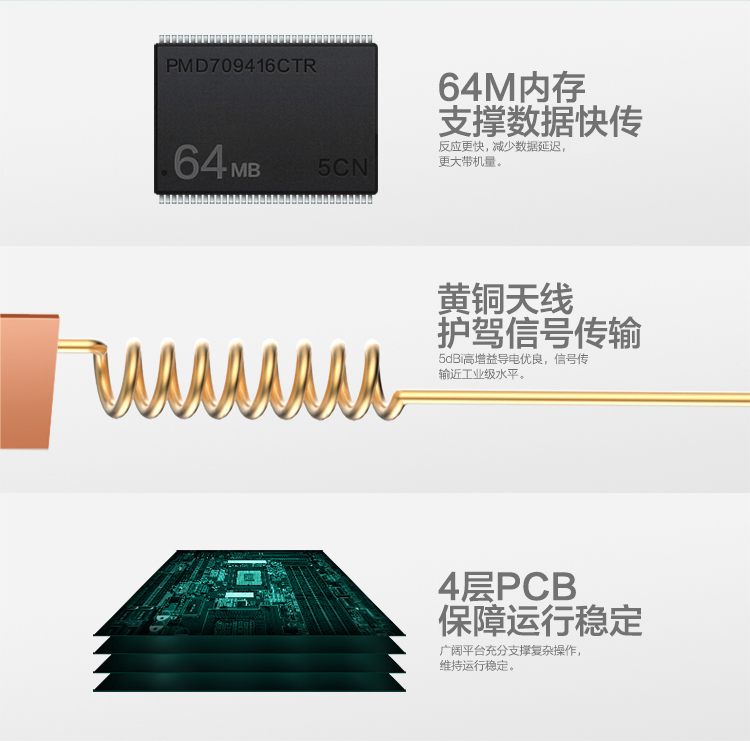 PMD709416CTR
64MB
5CN
64M内存
支撑数据快传
反应更快，减少数据延迟，
更大带机量。
黄铜天线
护驾信号传输
5dBi高增益导电优良，信号传
输近工业级水平。
4层PCB
保障运行稳定
广阔平台充分支撑复杂操作，
维持运行稳定。